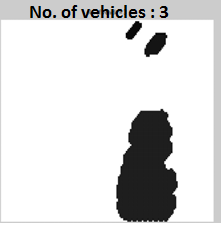 No. of vehicles : 3